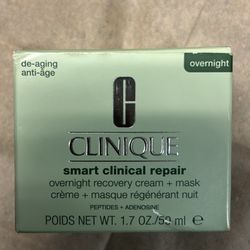 de-aging
anti-âge
overnight
CLINIQUE
smart clinical repair
overnight recovery cream + mask
crème + masque régénérant nuit
PEPTIDES + ADENOSINE
POIDS NET WT. 1.7 OZ./50 ml e